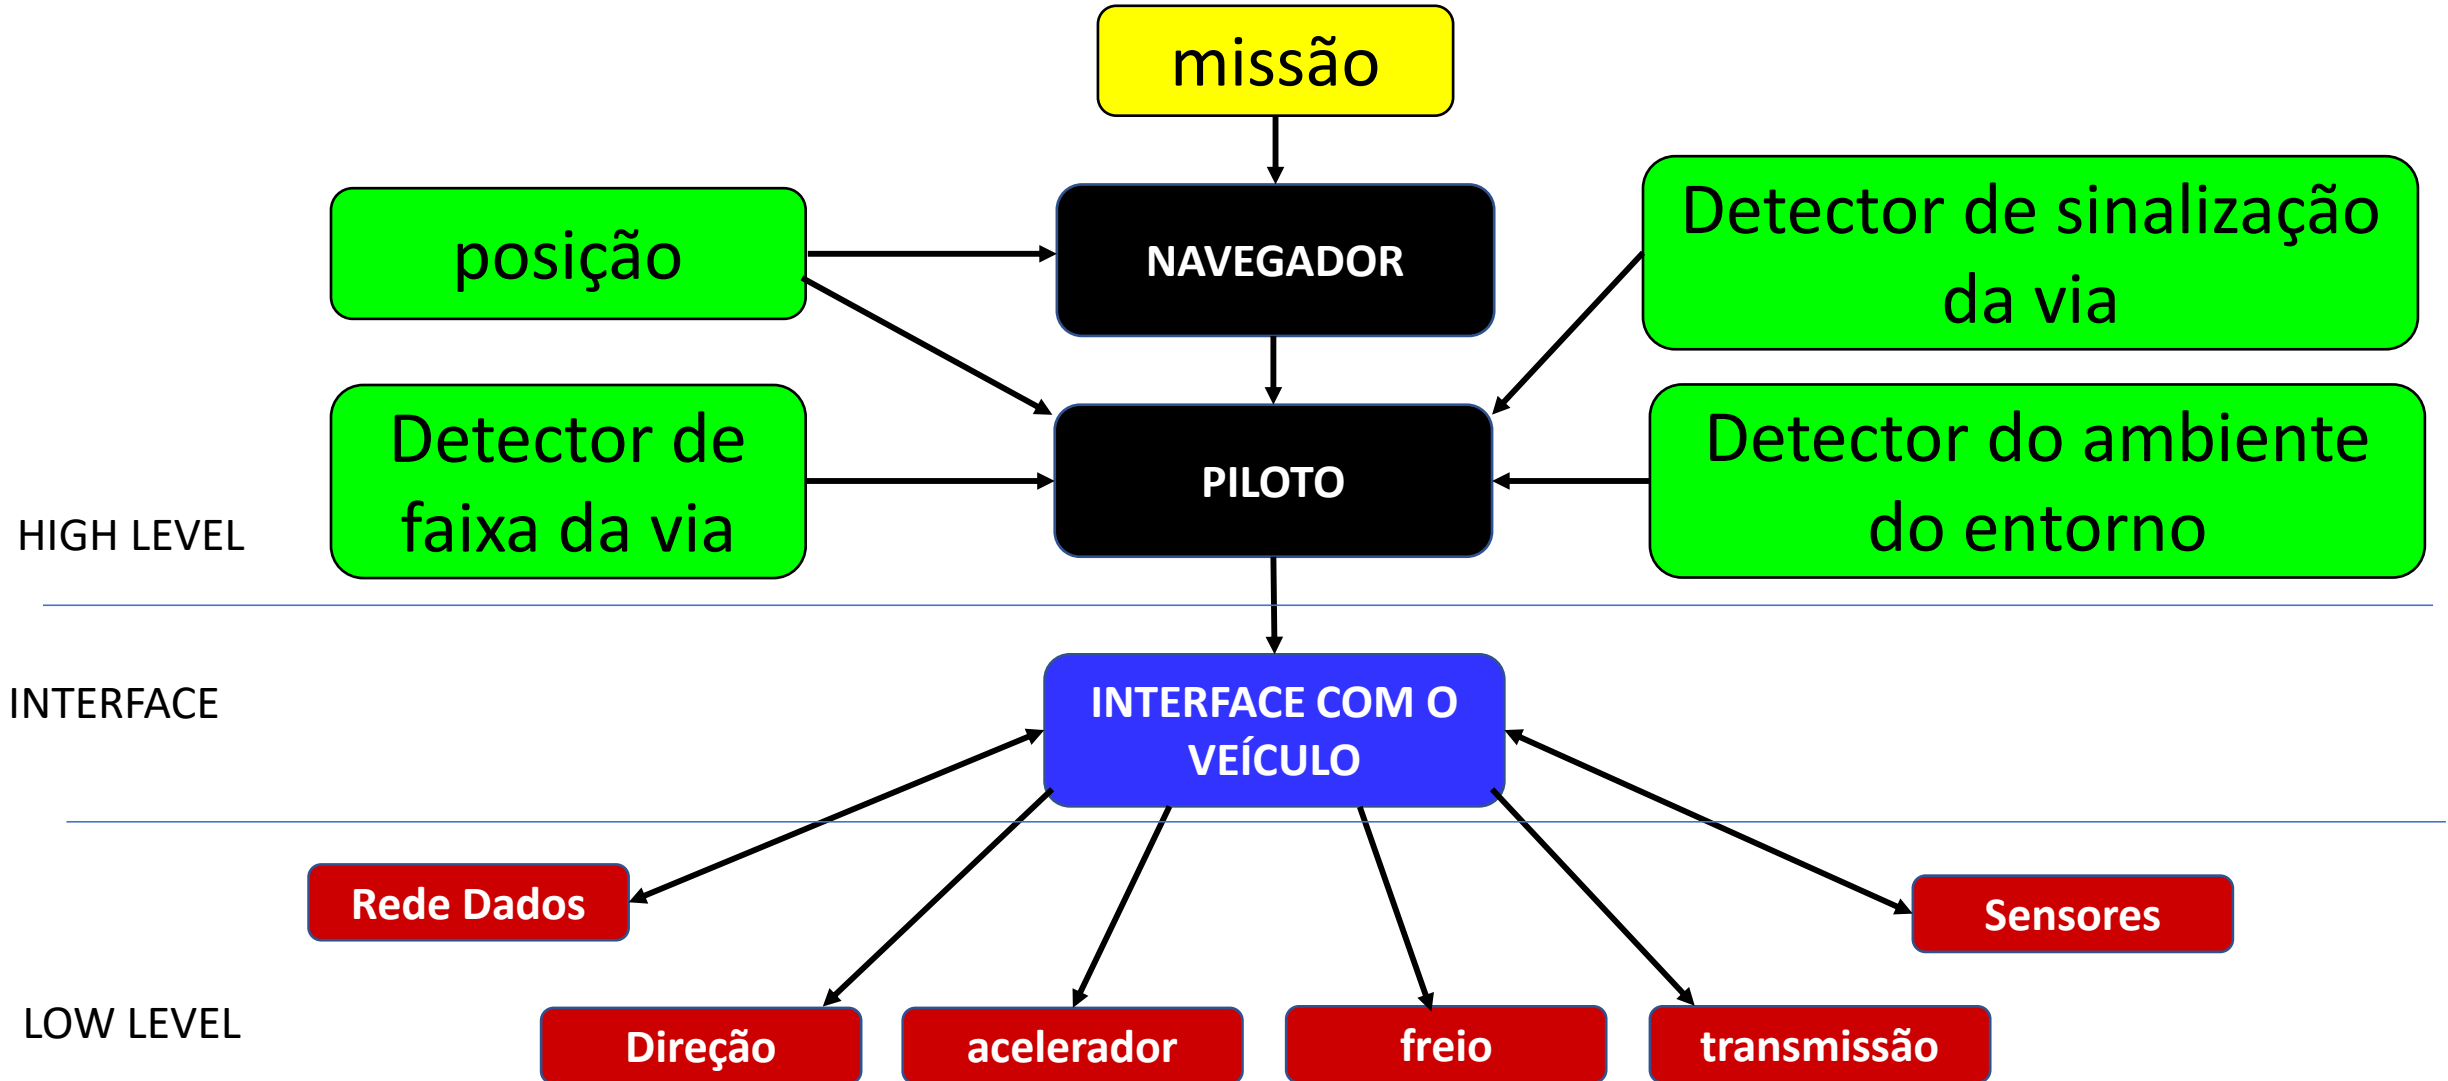 missão
posição
NAVEGADOR
Detector de sinalização
da via
Detector de
faixa da via
PILOTO
Detector do ambiente
do entorno
HIGH LEVEL
INTERFACE
INTERFACE COM O
VEÍCULO
Rede Dados
Sensores
LOW LEVEL
Direção
acelerador
freio
transmissão